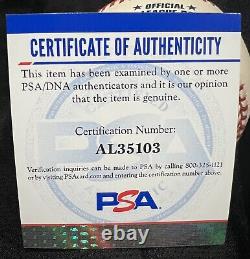 OFFICIAL
LEAGUE
CERTIFICATE OF AUTHENTICITY
This item has been examined by one or more
PSA/DNA authenticators and it is our opinion
that the item is genuine.
Certification Number:
AL35103
Verification inquiries can be made to PSA by calling 800-325-1121
or by visiting PSAcard.com and entering the certification number above.
PSA